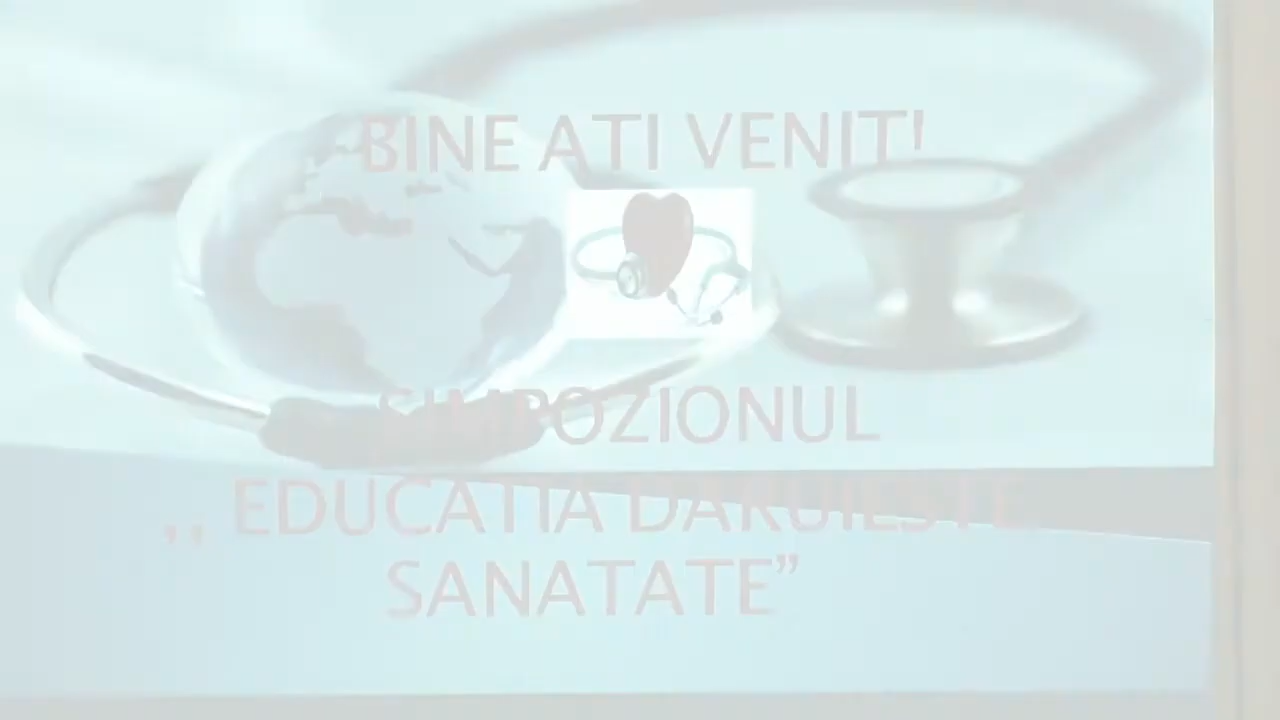 BINE ATI VENIT!
SIMPOZIONUL
,, EDUCATIA DARUIESTE
SANATATE”